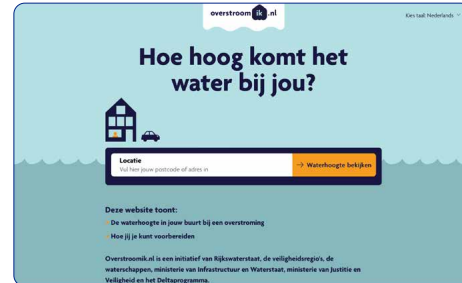 overstroom ik .nl
Kies taal: Nederlands
Hoe hoog komt het
water bij jou?
Locatie
Vul hier jouw postcode of adres in
→ Waterhoogte bekijken
Deze website toont:
De waterhoogte in jouw buurt bij een overstroming
Hoe jij je kunt voorbereiden
Overstroomik.nl is een initiatief van Rijkswaterstaat, de veiligheidsregio's, de
waterschappen, ministerie van Infrastructuur en Waterstaat, ministerie van Justitie en
Veiligheid en het Deltaprogramma.